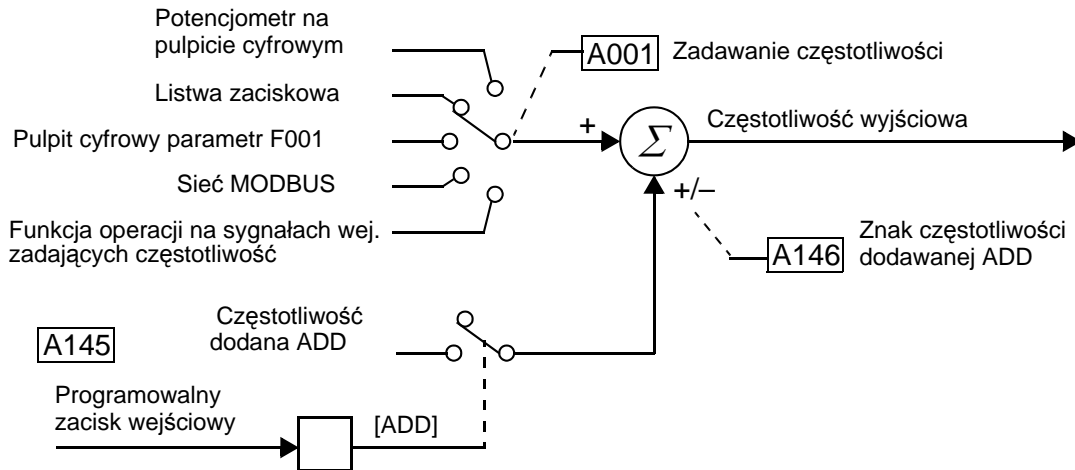 Potencjometr na
pulpicie cyfrowym
A001 Zadawanie częstotliwości
Listwa zaciskowa
Pulpit cyfrowy parametr F001
+
Σ
Częstotliwość wyjściowa
Sieć MODBUS
+/–
Funkcja operacji na sygnałach wej.
zadających częstotliwość
A146
Znak częstotliwości
dodawanej ADD
A145
Częstotliwość
dodana ADD
Programowalny
zacisk wejściowy
[ADD]